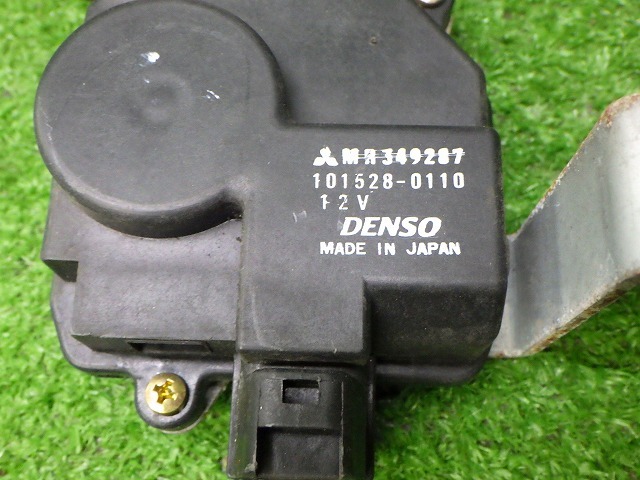 MR349287
101528-0110
12V
DENSO
MADE IN JAPAN